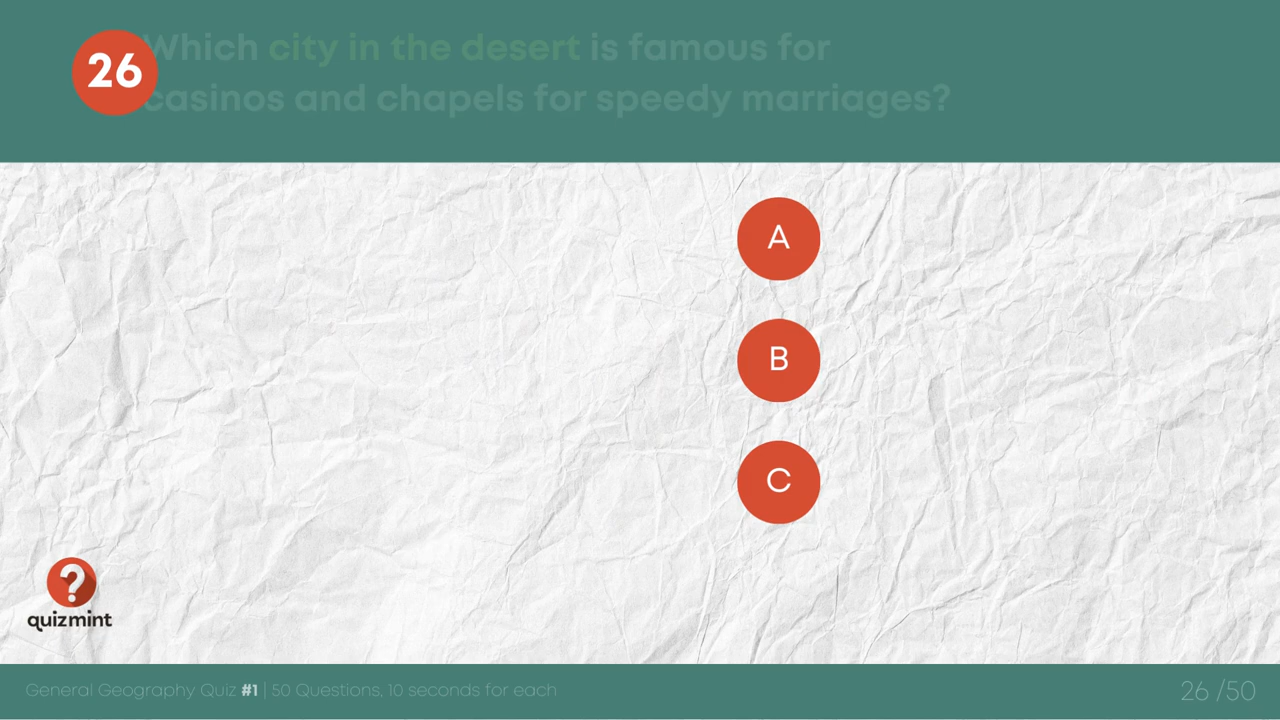 26
Which city in the desert is famous for
casinos and chapels for speedy marriages?
A
B
C
?
quizmint
General Geography Quiz #1 | 50 Questions, 10 seconds for each
26 /50